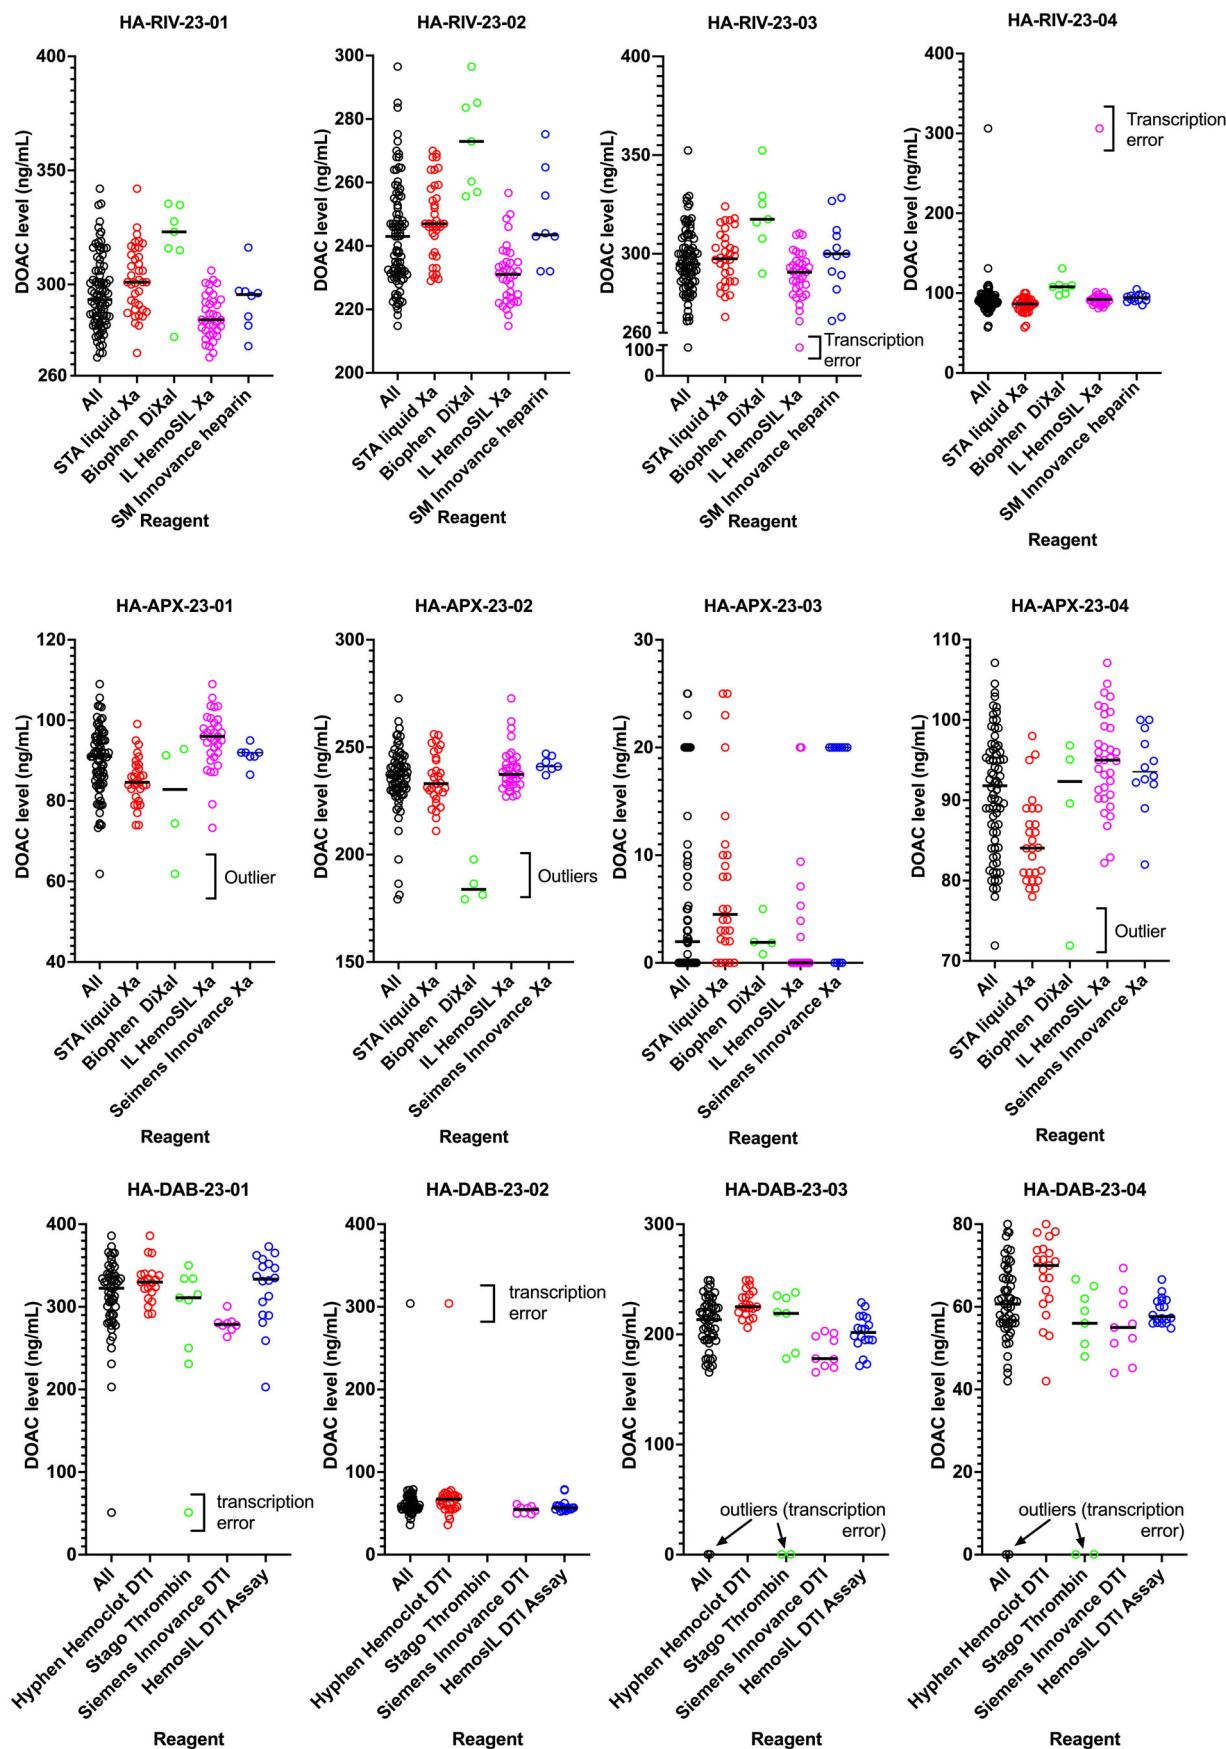 HA-RIV-23-01
HA-RIV-23-02
HA-RIV-23-03
HA-RIV-23-04
DOAC level (ng/mL)
400
350
300
260
All
STA liquid Xa
Biophen DiXal
IL HemoSIL Xa
SM Innovance heparin
Reagent
DOAC level (ng/mL)
300
280
260
240
220
200
All
STA liquid Xa
Biophen DiXal
IL HemoSIL Xa
SM Innovance heparin
Reagent
DOAC level (ng/mL)
400
350
300
260
100
0
Transcription
error
All
STA liquid Xa
Biophen DiXal
IL HemoSIL Xa
SM Innovance heparin
Reagent
DOAC level (ng/mL)
400
300
200
100
0
Transcription
error
All
STA liquid Xa
Biophen DiXal
IL HemoSIL Xa
SM Innovance heparin
Reagent
HA-APX-23-01
HA-APX-23-02
HA-APX-23-03
HA-APX-23-04
DOAC level (ng/mL)
120
100
80
60
40
Outlier
All
STA liquid Xa
Biophen DiXal
IL HemoSIL Xa
Seimens Innovance Xa
Reagent
DOAC level (ng/mL)
300
250
200
150
Outliers
All
STA liquid Xa
Biophen DiXal
IL HemoSIL Xa
Seimens Innovance Xa
Reagent
DOAC level (ng/mL)
30
20
10
0
All
STA liquid Xa
Biophen DiXal
IL HemoSIL Xa
Seimens Innovance Xa
Reagent
DOAC level (ng/mL)
110
100
90
80
70
Outlier
All
STA liquid Xa
Biophen DiXal
IL HemoSIL Xa
Seimens Innovance Xa
Reagent
HA-DAB-23-01
HA-DAB-23-02
HA-DAB-23-03
HA-DAB-23-04
DOAC level (ng/mL)
400
300
200
100
0
transcription
error
All
Hyphen Hemoclot DTI
Stago Thrombin
Siemens Innovance DTI
HemosIL DTI Assay
Reagent
DOAC level (ng/mL)
400
300
200
100
0
transcription
error
All
Hyphen Hemoclot DTI
Stago Thrombin
Siemens Innovance DTI
HemosIL DTI Assay
Reagent
DOAC level (ng/mL)
300
200
100
0
outliers (transcription
error)
All
Hyphen Hemoclot DTI
Stago Thrombin
Siemens Innovance DTI
HemosIL DTI Assay
Reagent
DOAC level (ng/mL)
80
60
40
20
0
outliers (transcription
error)
All
Hyphen Hemoclot DTI
Stago Thrombin
Siemens Innovance DTI
HemosIL DTI Assay
Reagent